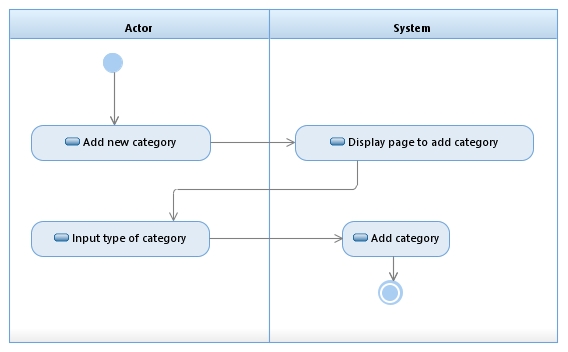 Actor
System
Add new category
Display page to add category
Input type of category
Add category